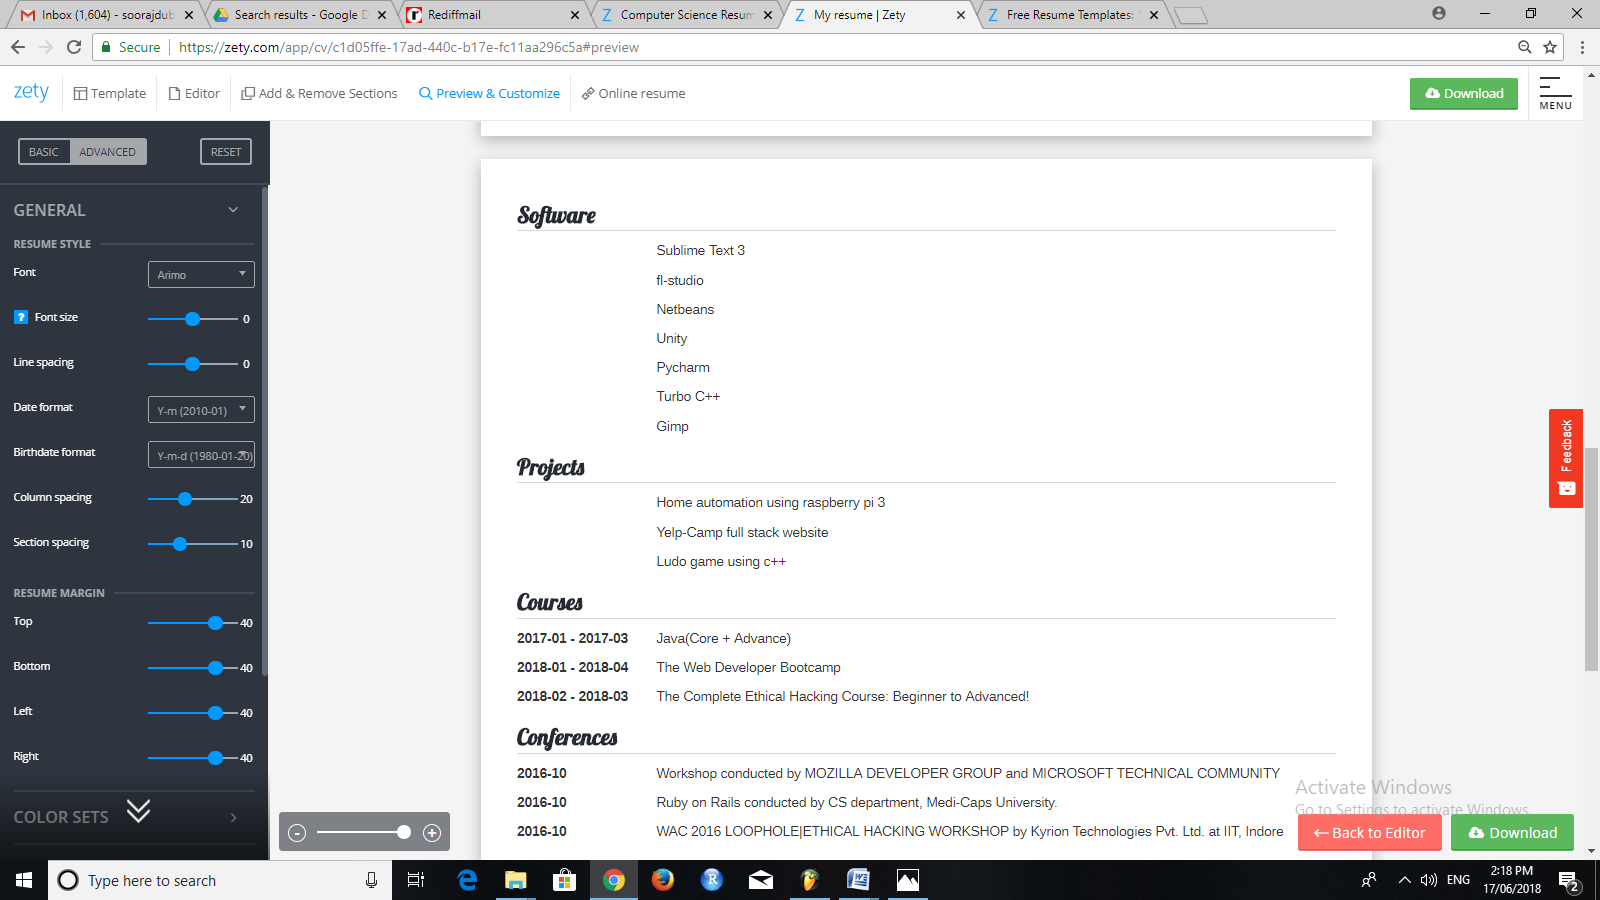 Inbox (1,604) - soorajdub
Search results - Google D
Rediffmail
Computer Science Resum
My resume | Zety
Free Resume Templates:
Secure
https://zety.com/app/cv/c1d05ffe-17ad-440c-b17e-fc11aa296c5a#preview
zety
Template
Editor
Add & Remove Sections
Preview & Customize
Online resume
Download
MENU
BASIC ADVANCED RESET
GENERAL
RESUME STYLE
Font Arimo
? Font size 0
Line spacing 0
Date format Y-m (2010-01)
Birthdate format Y-m-d (1980-01-20)
Column spacing 20
Section spacing 10
RESUME MARGIN
Top 40
Bottom 40
Left 40
Right 40
COLOR SETS
Software
Sublime Text 3
fl-studio
Netbeans
Unity
Pycharm
Turbo C++
Gimp
Projects
Home automation using raspberry pi 3
Yelp-Camp full stack website
Ludo game using c++
Courses
2017-01 - 2017-03 Java(Core + Advance)
2018-01 - 2018-04 The Web Developer Bootcamp
2018-02 - 2018-03 The Complete Ethical Hacking Course: Beginner to Advanced!
Conferences
2016-10 Workshop conducted by MOZILLA DEVELOPER GROUP and MICROSOFT TECHNICAL COMMUNITY
2016-10 Ruby on Rails conducted by CS department, Medi-Caps University.
2016-10 WAC 2016 LOOPHOLE|ETHICAL HACKING WORKSHOP by Kyrion Technologies Pvt. Ltd. at IIT, Indore
Feedback
Activate Windows
Go to Settings to activate Windows.
Back to Editor
Download
Type here to search
ENG
2:18 PM
17/06/2018
2